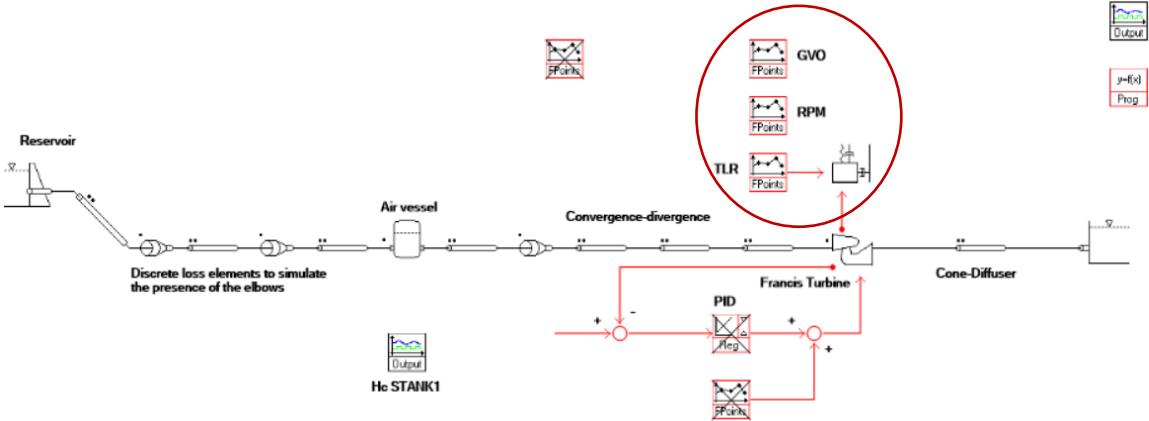 Output
FPoints
FPoints
GVO
y=f(x)
Prog
FPoints
RPM
Reservoir
TLR
FPoints
Air vessel
Convergence-divergence
Discrete loss elements to simulate
the presence of the elbows
Francis Turbine
Cone-Diffuser
PID
-
+
+
Reg
+
Output
Hc STANK1
FPoints